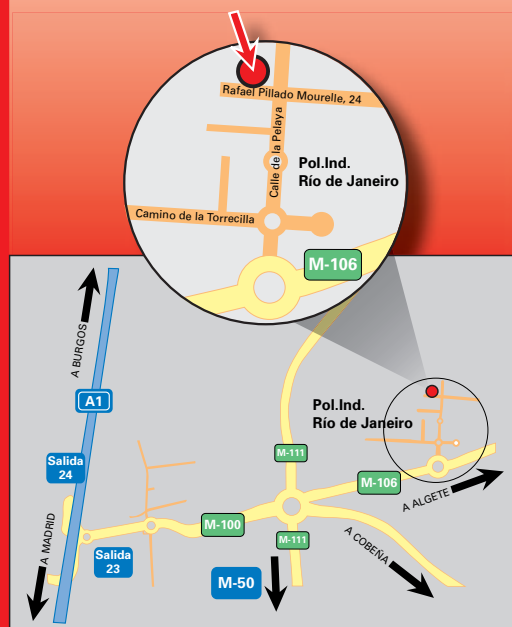 Rafael Pillado Mourelle, 24
Calle de la Pelaya
Pol.Ind.
Río de Janeiro
Camino de la Torrecilla
M-106
A BURGOS
A1
Pol.Ind.
Río de Janeiro
M-111
Salida
24
M-106
A ALGETE
M-100
A MADRID
M-111
A COBEÑA
Salida
23
M-50